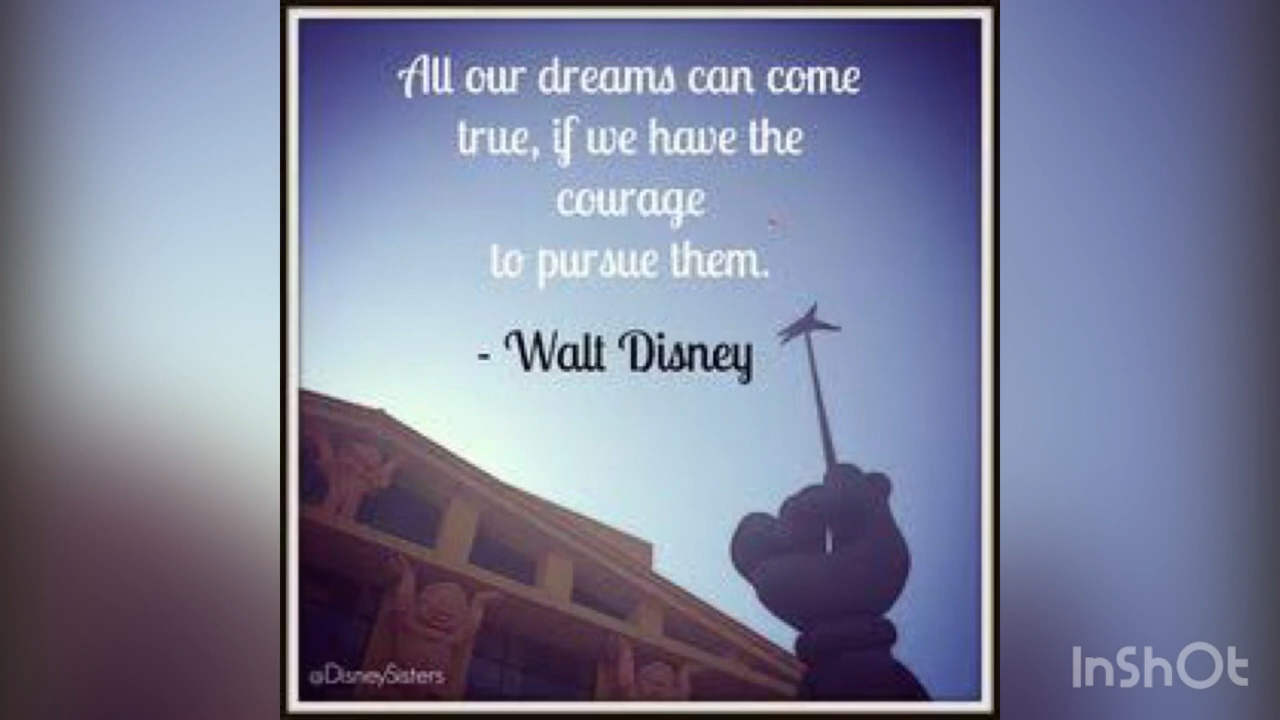 All our dreams can come
true, if we have the
courage
to pursue them.
- Walt Disney
@DisneySisters
InShOt